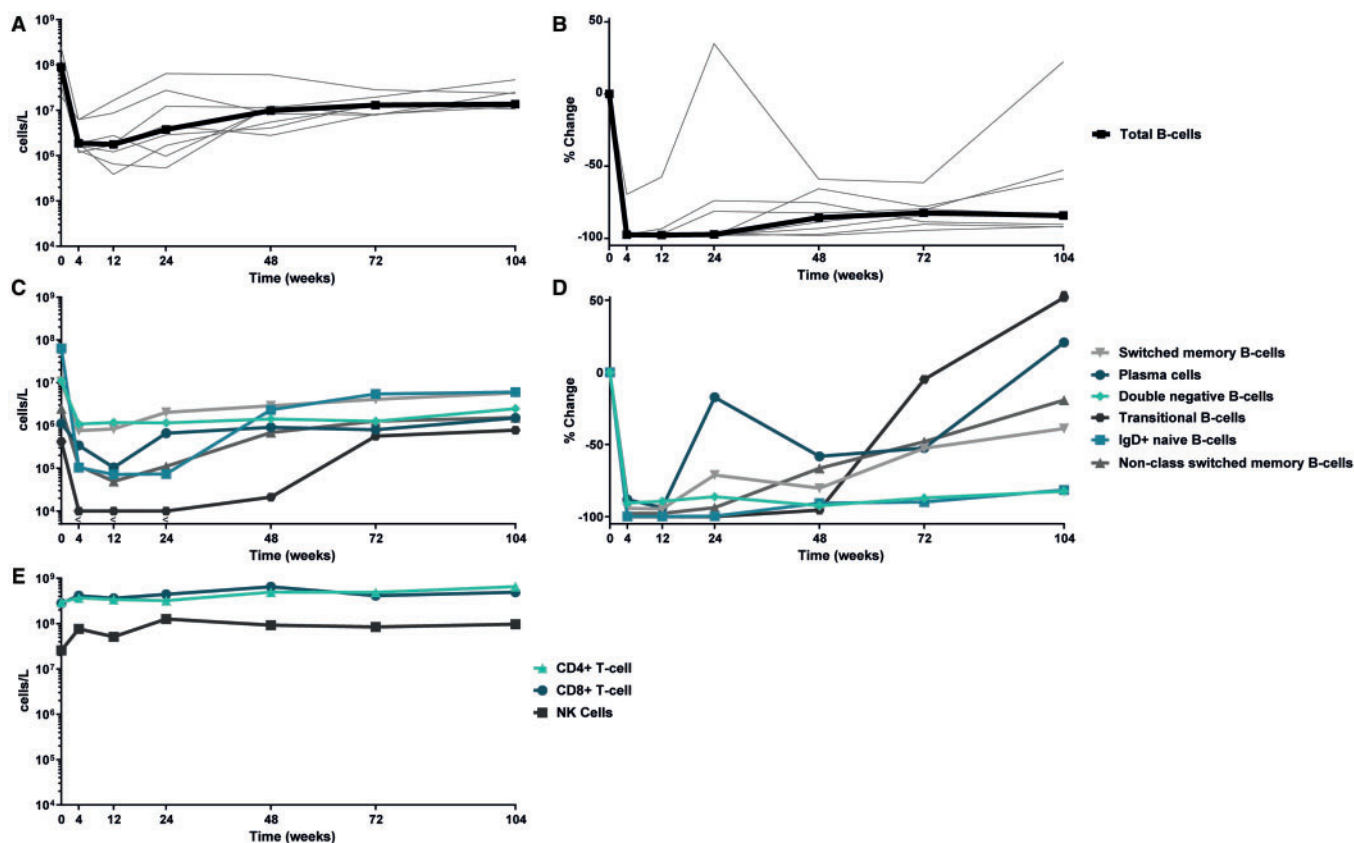 A
cells/L
10⁹
10⁸
10⁷
10⁶
10⁵
10⁴
0 4 12 24 48 72 104
Time (weeks)
B
% Change
50
0
-50
-100
0 4 12 24 48 72 104
Time (weeks)
Total B-cells
C
cells/L
10⁹
10⁸
10⁷
10⁶
10⁵
10⁴
< < <
0 4 12 24 48 72 104
Time (weeks)
D
% Change
50
0
-50
-100
0 4 12 24 48 72 104
Time (weeks)
Switched memory B-cells
Plasma cells
Double negative B-cells
Transitional B-cells
IgD+ naive B-cells
Non-class switched memory B-cells
E
cells/L
10⁹
10⁸
10⁷
10⁶
10⁵
10⁴
0 4 12 24 48 72 104
Time (weeks)
CD4+ T-cell
CD8+ T-cell
NK Cells